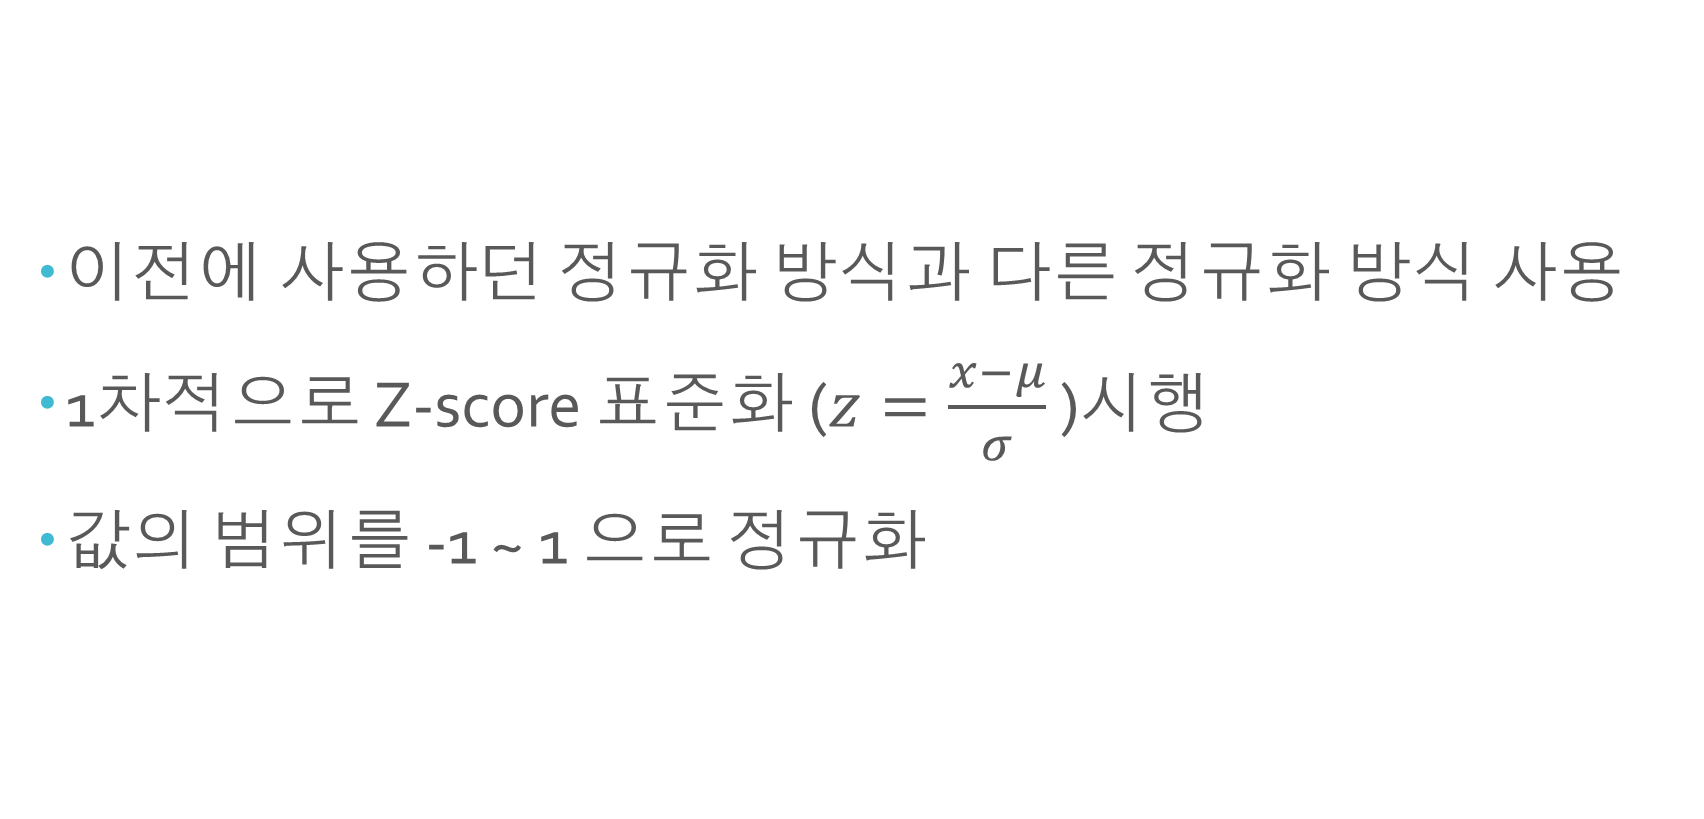 • 이전에 사용하던 정규화 방식과 다른 정규화 방식 사용
• 1차적으로 Z-score 표준화 (z = \frac{x-μ}{σ})시행
• 값의 범위를 -1 ~ 1 으로 정규화